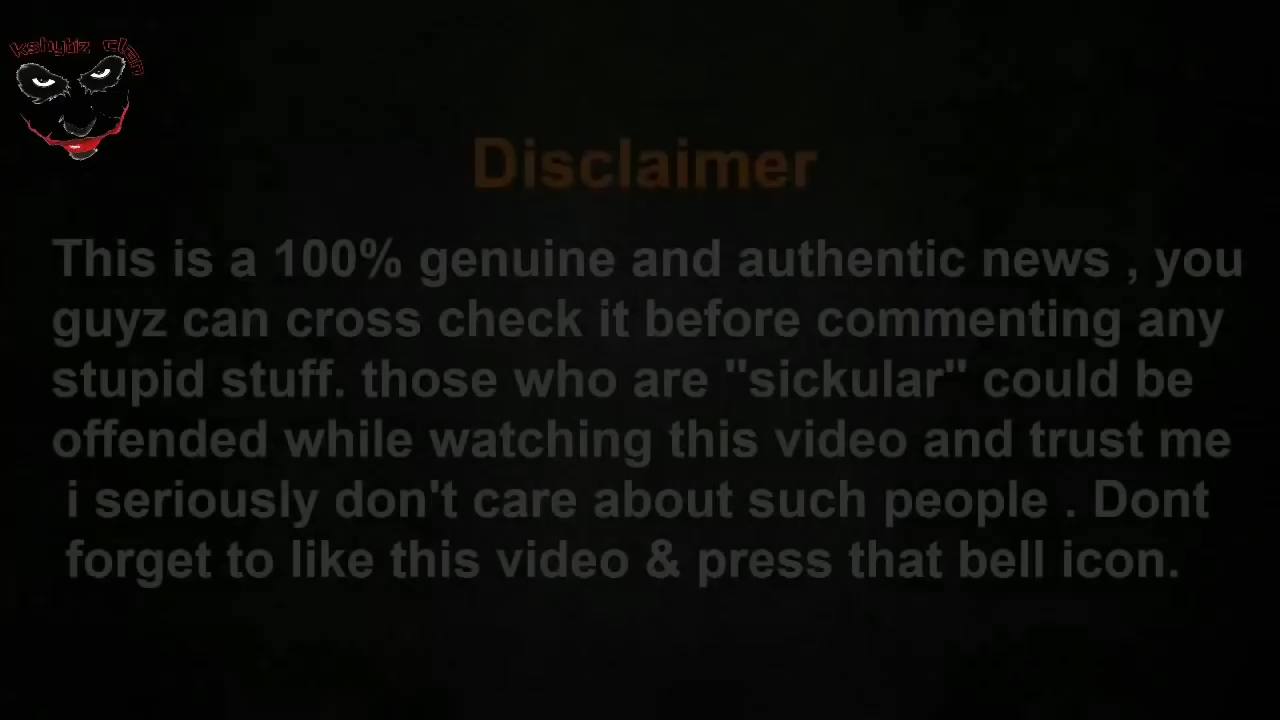 kshytiz clan
Disclaimer
This is a 100% genuine and authentic news , you
guyz can cross check it before commenting any
stupid stuff. those who are "sickular" could be
offended while watching this video and trust me
i seriously don't care about such people . Dont
forget to like this video & press that bell icon.